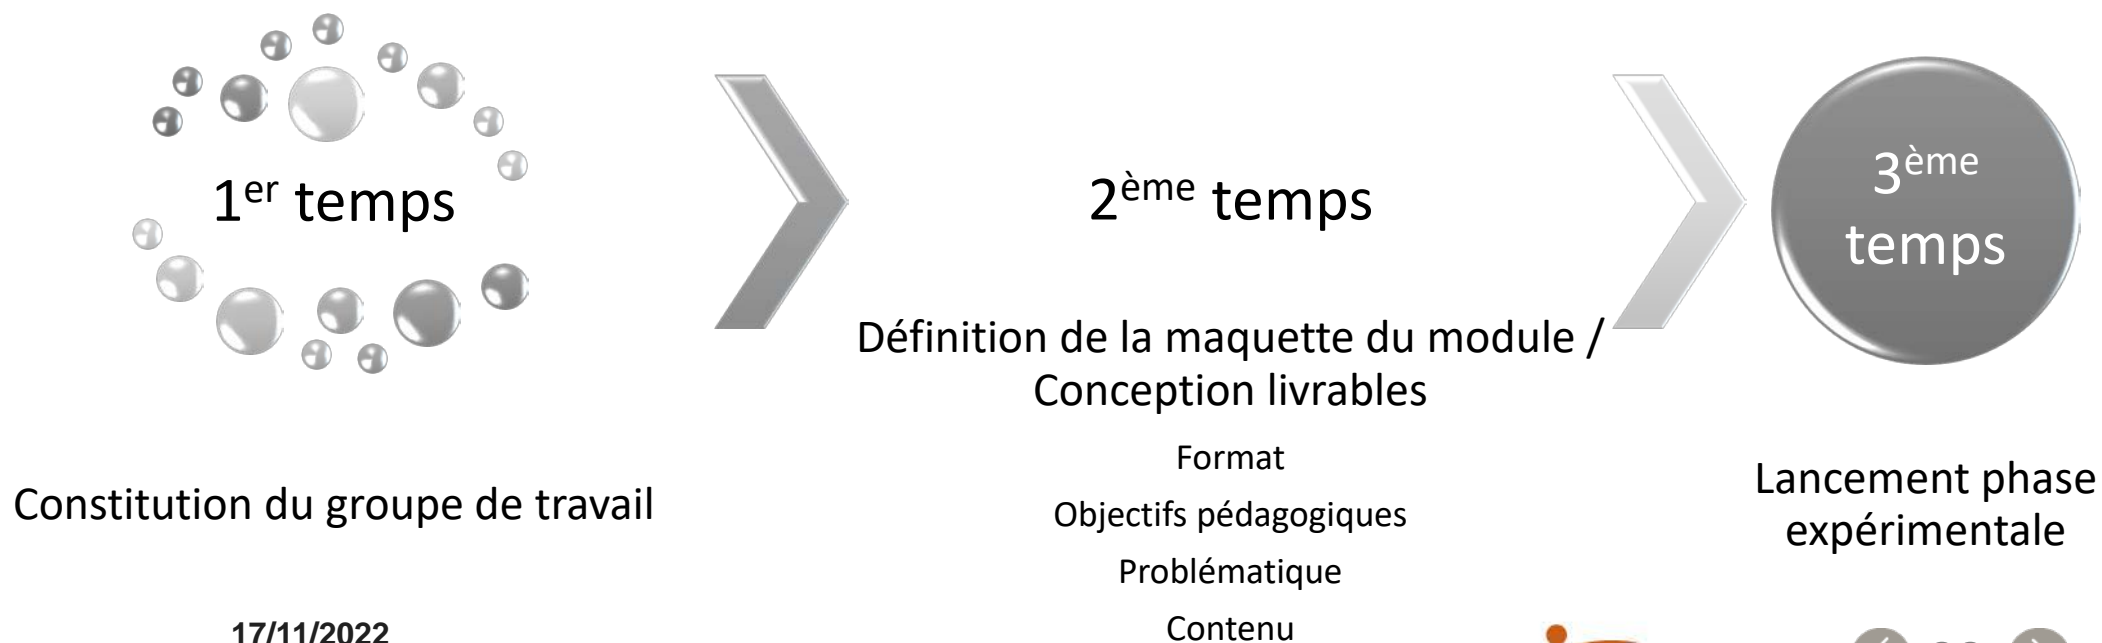 1er temps
Constitution du groupe de travail
2ème temps
Définition de la maquette du module /
Conception livrables
Format
Objectifs pédagogiques
Problématique
Contenu
3ème
temps
Lancement phase
expérimentale
17/11/2022